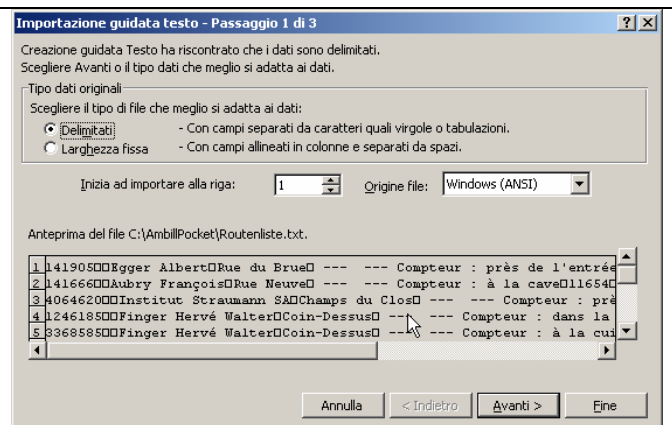 Importazione guidata testo - Passaggio 1 di 3
Creazione guidata Testo ha riscontrato che i dati sono delimitati.
Scegliere Avanti o il tipo dati che meglio si adatta ai dati.
Tipo dati originali
Scegliere il tipo di file che meglio si adatta ai dati:
Delimitati - Con campi separati da caratteri quali virgole o tabulazioni.
Larghezza fissa - Con campi allineati in colonne e separati da spazi.
Inizia ad importare alla riga: 1 Origine file: Windows (ANSI)
Anteprima del file C:\AmbillPocket\Routenliste.txt.
1 141905□□Egger Albert□Rue du Brue□ --- --- Compteur : près de l'entrée
2 141666□□Aubry François□Rue Neuve□ --- --- Compteur : à la cave□11654□
3 4064620□□Institut Straumann SA□Champs du Clos□ --- --- Compteur : prè
4 1246185□□Finger Hervé Walter□Coin-Dessus□ --- --- Compteur : dans la
5 3368585□□Finger Hervé Walter□Coin-Dessus□ --- --- Compteur : à la cui
Annulla < Indietro Avanti > Fine